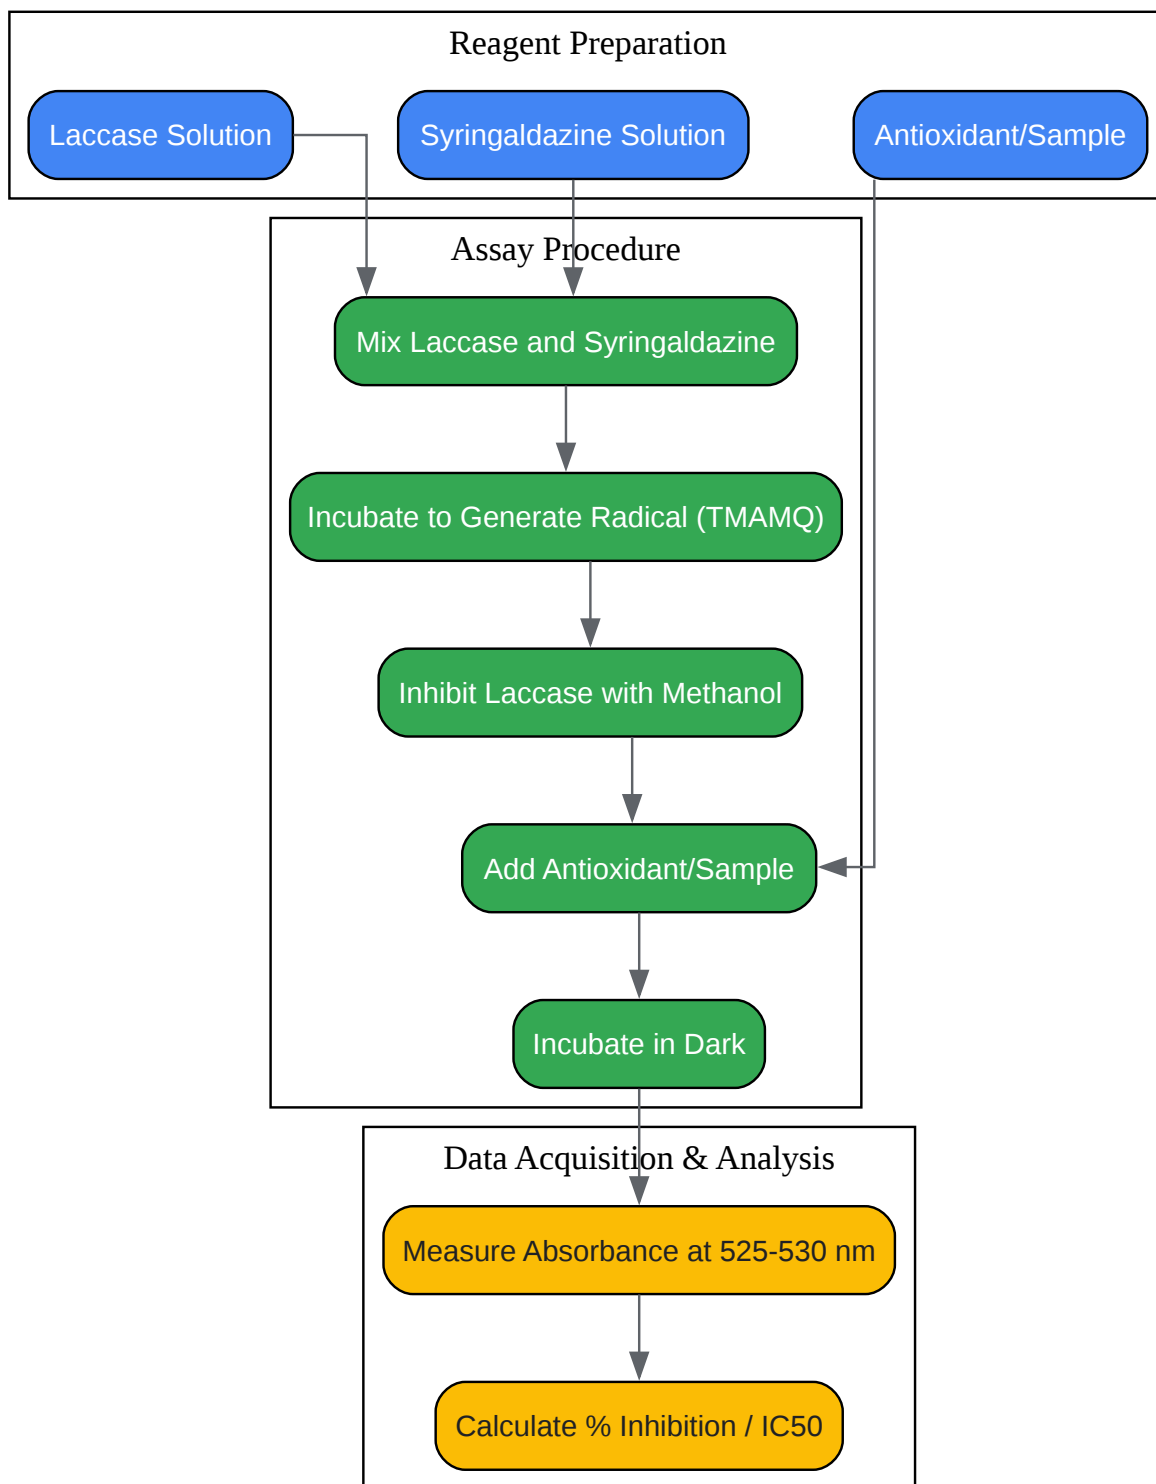 Reagent Preparation
Laccase Solution
Syringaldazine Solution
Antioxidant/Sample
Assay Procedure
Mix Laccase and Syringaldazine
Incubate to Generate Radical (TMAMQ)
Inhibit Laccase with Methanol
Add Antioxidant/Sample
Incubate in Dark
Data Acquisition & Analysis
Measure Absorbance at 525-530 nm
Calculate % Inhibition / IC50